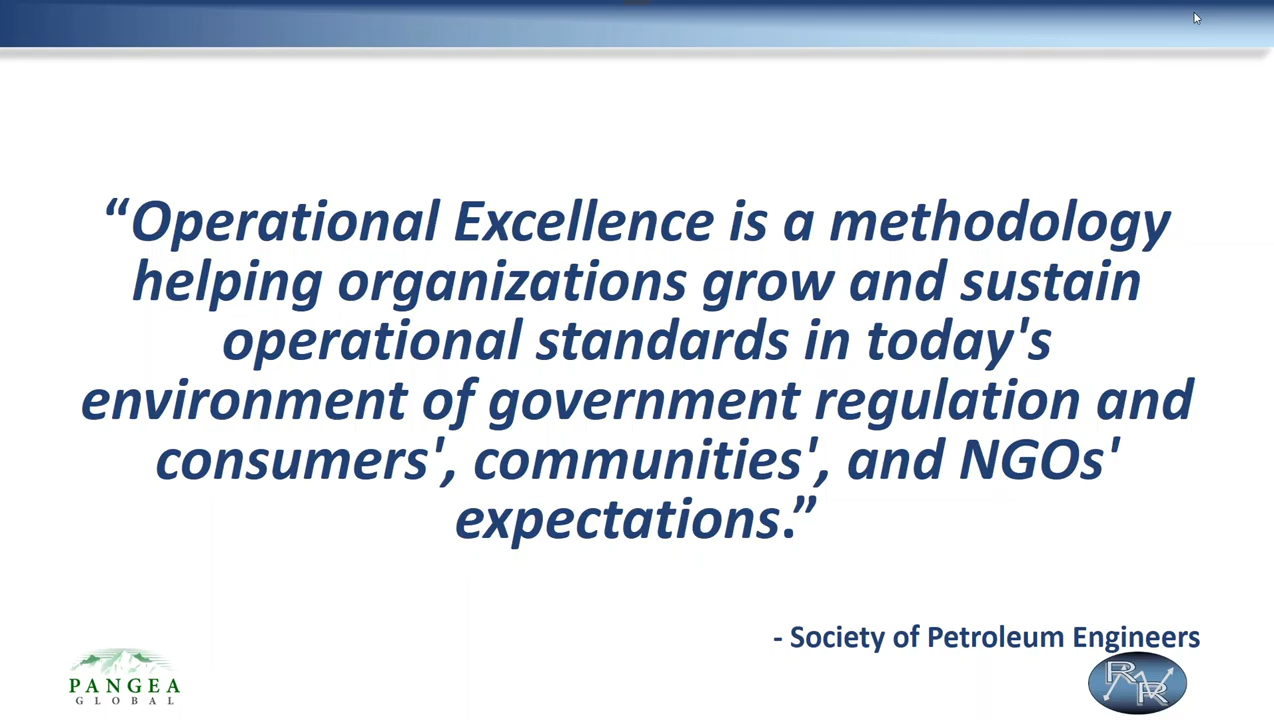 “Operational Excellence is a methodology
helping organizations grow and sustain
operational standards in today's
environment of government regulation and
consumers', communities', and NGOs'
expectations.”
- Society of Petroleum Engineers
PANGEA
GLOBAL
RR